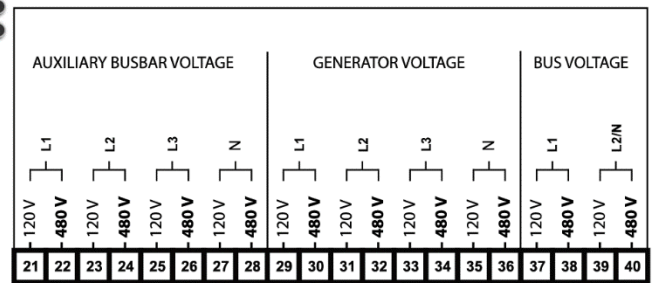 AUXILIARY BUSBAR VOLTAGE GENERATOR VOLTAGE BUS VOLTAGE
L1 L2 L3 N L1 L2 L3 N L1 L2/N
120 V 480 V 120 V 480 V 120 V 480 V 120 V 480 V 120 V 480 V 120 V 480 V 120 V 480 V 120 V 480 V 120 V 480 V 120 V 480 V
21 22 23 24 25 26 27 28 29 30 31 32 33 34 35 36 37 38 39 40